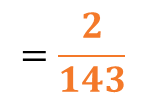 = 2/143